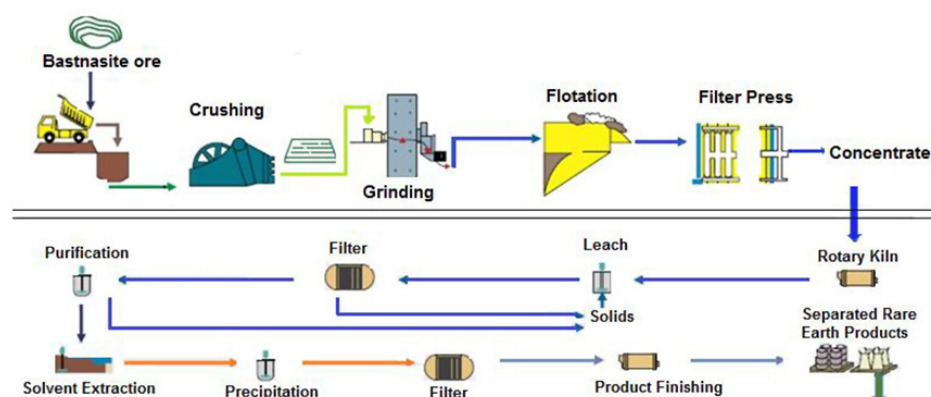 Bastnasite ore
Crushing
Grinding
Flotation
Filter Press
Concentrate
Purification
Filter
Leach
Rotary Kiln
Solids
Separated Rare
Earth Products
Solvent Extraction
Precipitation
Filter
Product Finishing